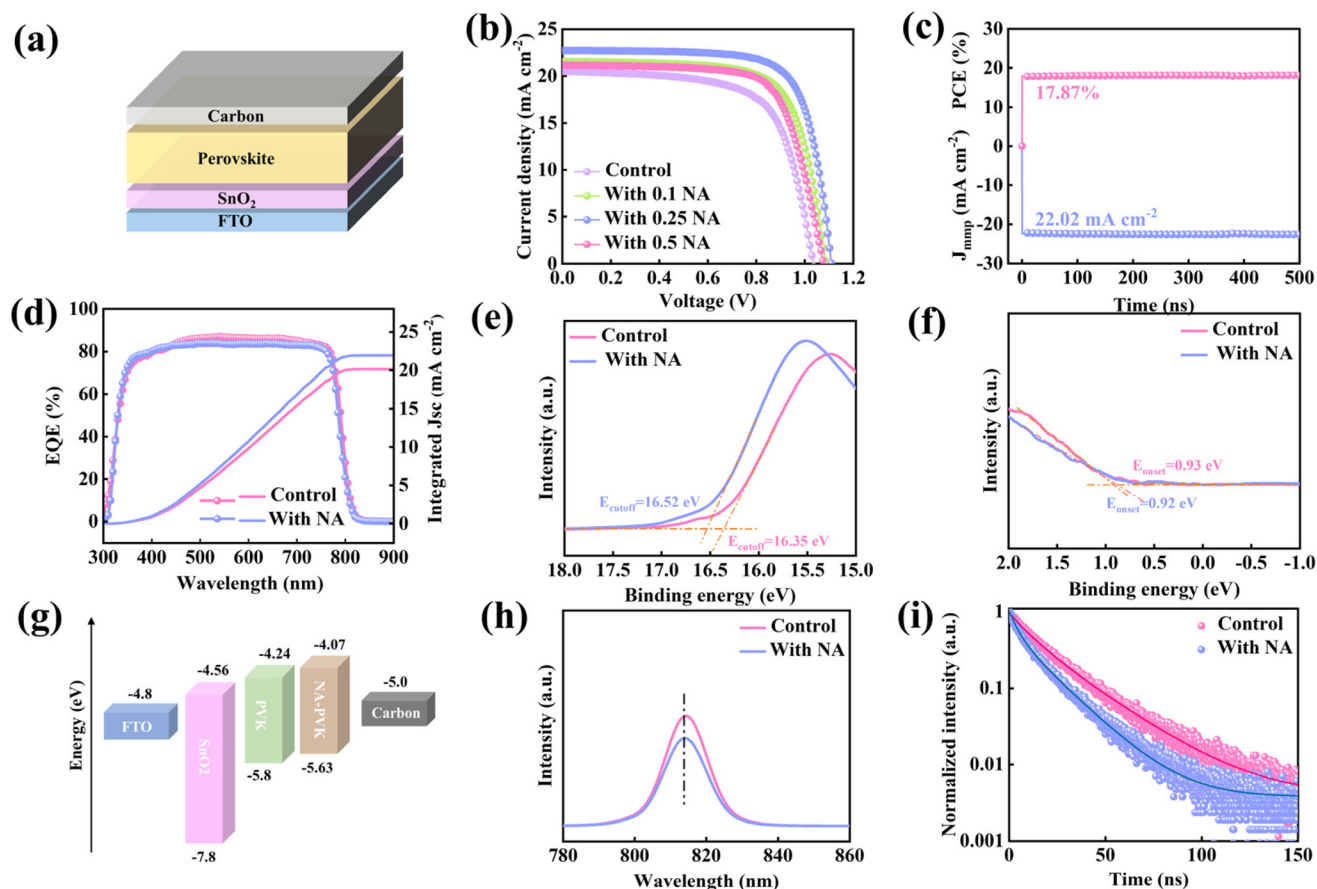 (a)
Carbon
Perovskite
SnO₂
FTO
(b)
Current density (mA cm⁻²)
25
20
15
10
5
0
Control
With 0.1 NA
With 0.25 NA
With 0.5 NA
0.0 0.2 0.4 0.6 0.8 1.0 1.2
Voltage (V)
(c)
PCE (%)
J_mmp (mA cm⁻²)
30
20
10
0
-10
-20
-30
17.87%
22.02 mA cm⁻²
0 100 200 300 400 500
Time (ns)
(d)
EQE (%)
100
80
60
40
20
0
Integrated Jsc (mA cm⁻²)
25
20
15
10
5
0
Control
With NA
300 400 500 600 700 800 900
Wavelength (nm)
(e)
Intensity (a.u.)
Control
With NA
E_cutoff=16.52 eV
E_cutoff=16.35 eV
18.0 17.5 17.0 16.5 16.0 15.5 15.0
Binding energy (eV)
(f)
Intensity (a.u.)
Control
With NA
E_onset=0.93 eV
E_onset=0.92 eV
2.0 1.5 1.0 0.5 0.0 -0.5 -1.0
Binding energy (eV)
(g)
Energy (eV)
-4.8
FTO
-4.56
SnO2
-7.8
-4.24
PVK
-5.8
-4.07
NA-PVK
-5.63
-5.0
Carbon
(h)
Intensity (a.u.)
Control
With NA
780 800 820 840 860
Wavelength (nm)
(i)
Normalized intensity (a.u.)
1
0.1
0.01
0.001
Control
With NA
0 50 100 150
Time (ns)